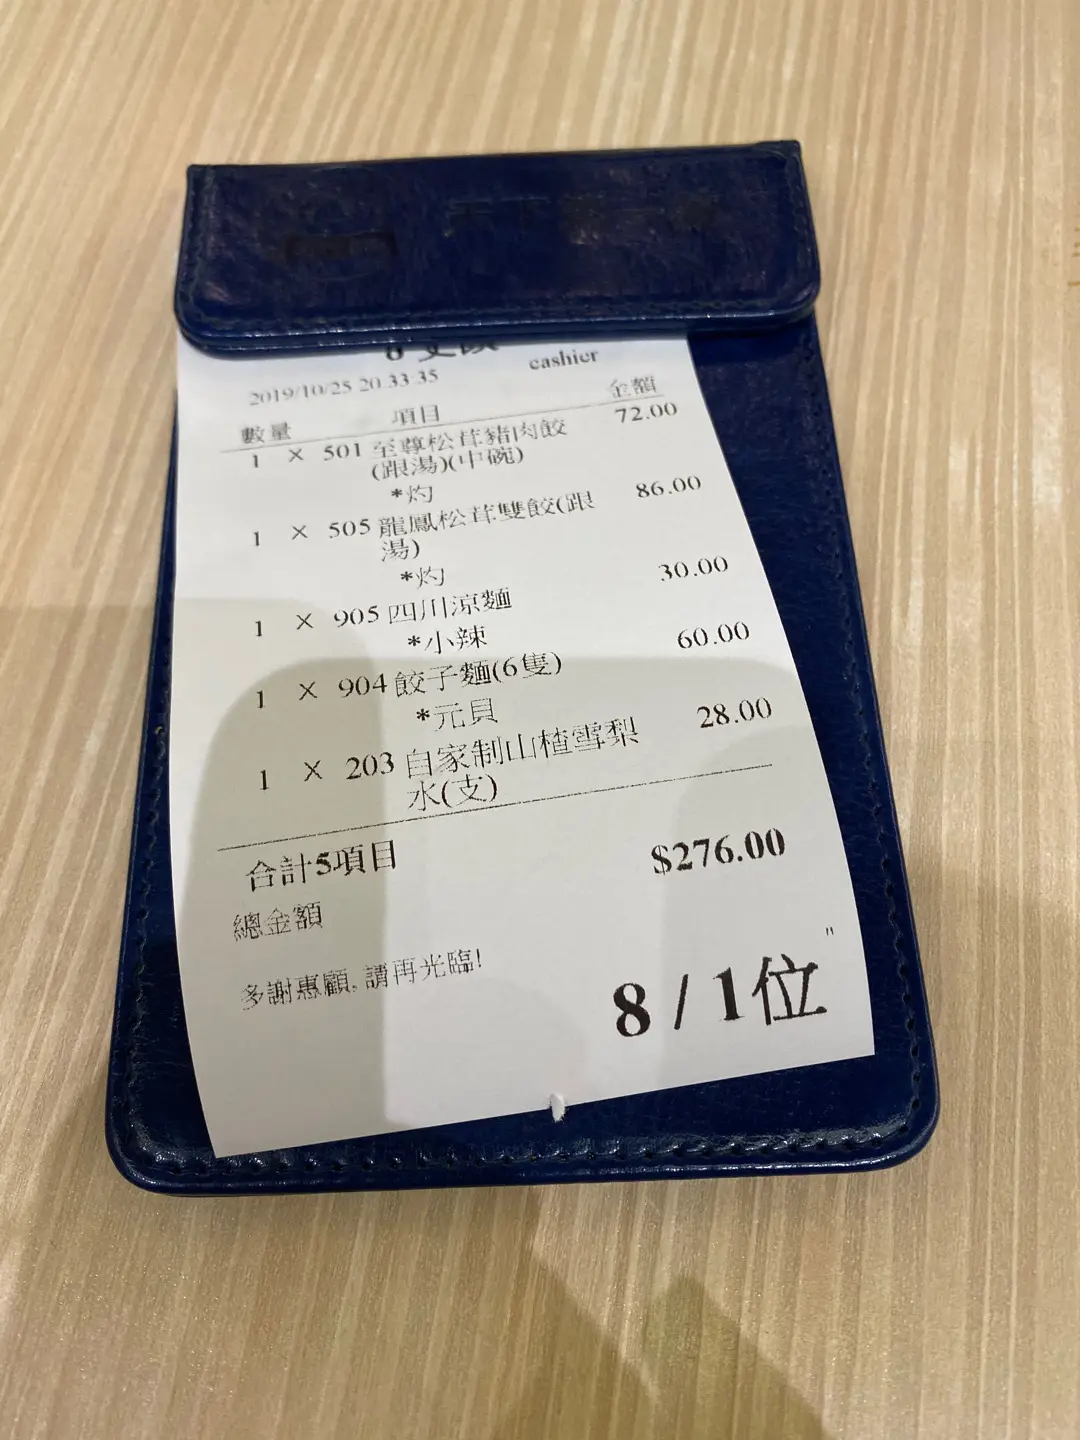 cashier
2019/10/25 20 33 35
數量 項目 金額
1 × 501 至尊松茸豬肉餃 72.00
(跟湯)(中碗)
*灼
1 × 505 龍鳳松茸雙餃(跟 86.00
湯)
*灼
1 × 905 四川涼麵 30.00
*小辣
1 × 904 餃子麵(6隻) 60.00
*元貝
1 × 203 自家制山楂雪梨 28.00
水(支)
合計5項目 $276.00
總金額
多謝惠顧, 請再光臨!
8 / 1位